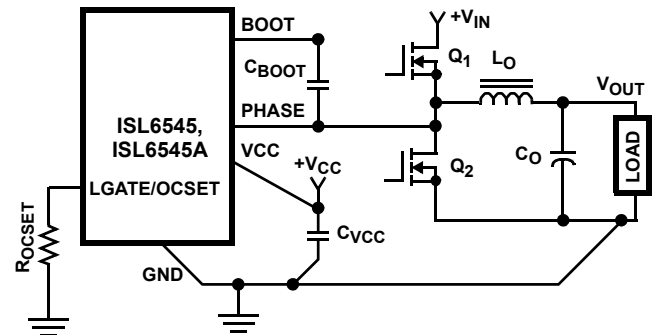 +VIN
BOOT
Q1
LO
CBOOT
VOUT
PHASE
ISL6545,
ISL6545A
VCC
+VCC
CO
LOAD
Q2
LGATE/OCSET
CVCC
ROCSET
GND